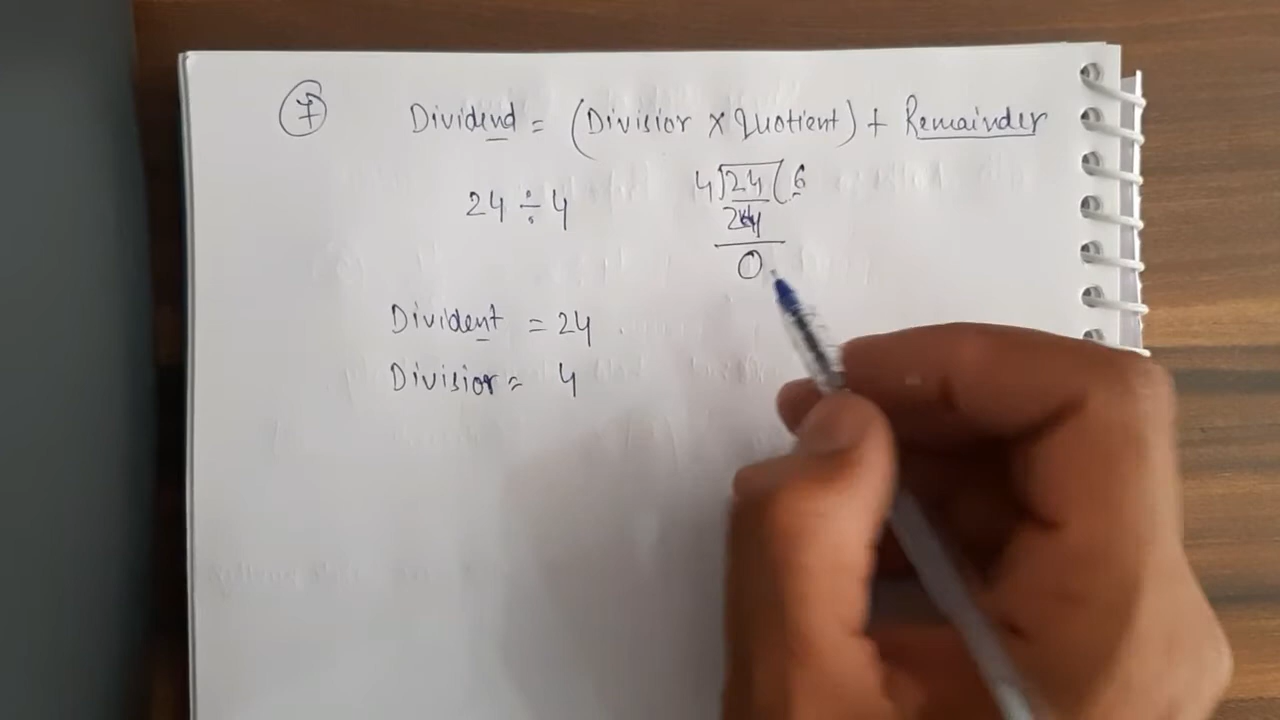 7 Dividend = (Divisior × Quotient) + Remainder
24 ÷ 4
4)24(6
24
0
Divident = 24
Divisior = 4